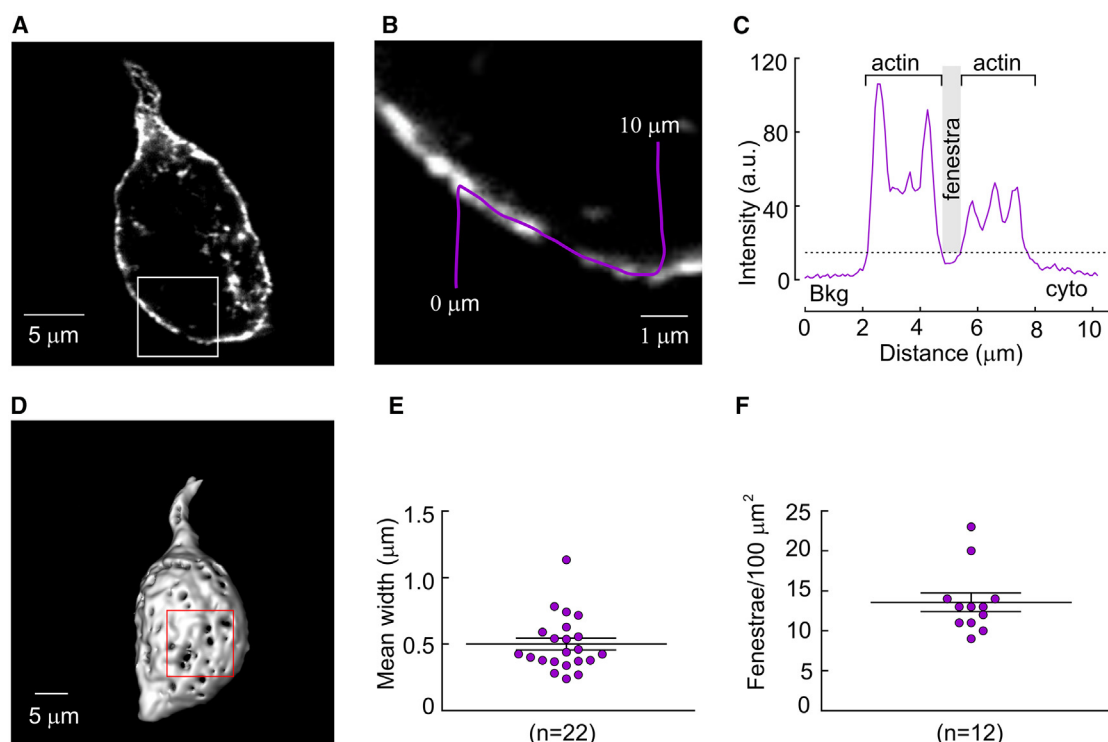 A
5 μm
B
10 μm
0 μm
1 μm
C
actin
actin
fenestra
Intensity (a.u.)
120
80
40
0
Bkg
cyto
0 2 4 6 8 10
Distance (μm)
D
5 μm
E
Mean width (μm)
1.5
1.0
0.5
0
(n=22)
F
Fenestrae/100 μm²
25
20
15
10
5
0
(n=12)